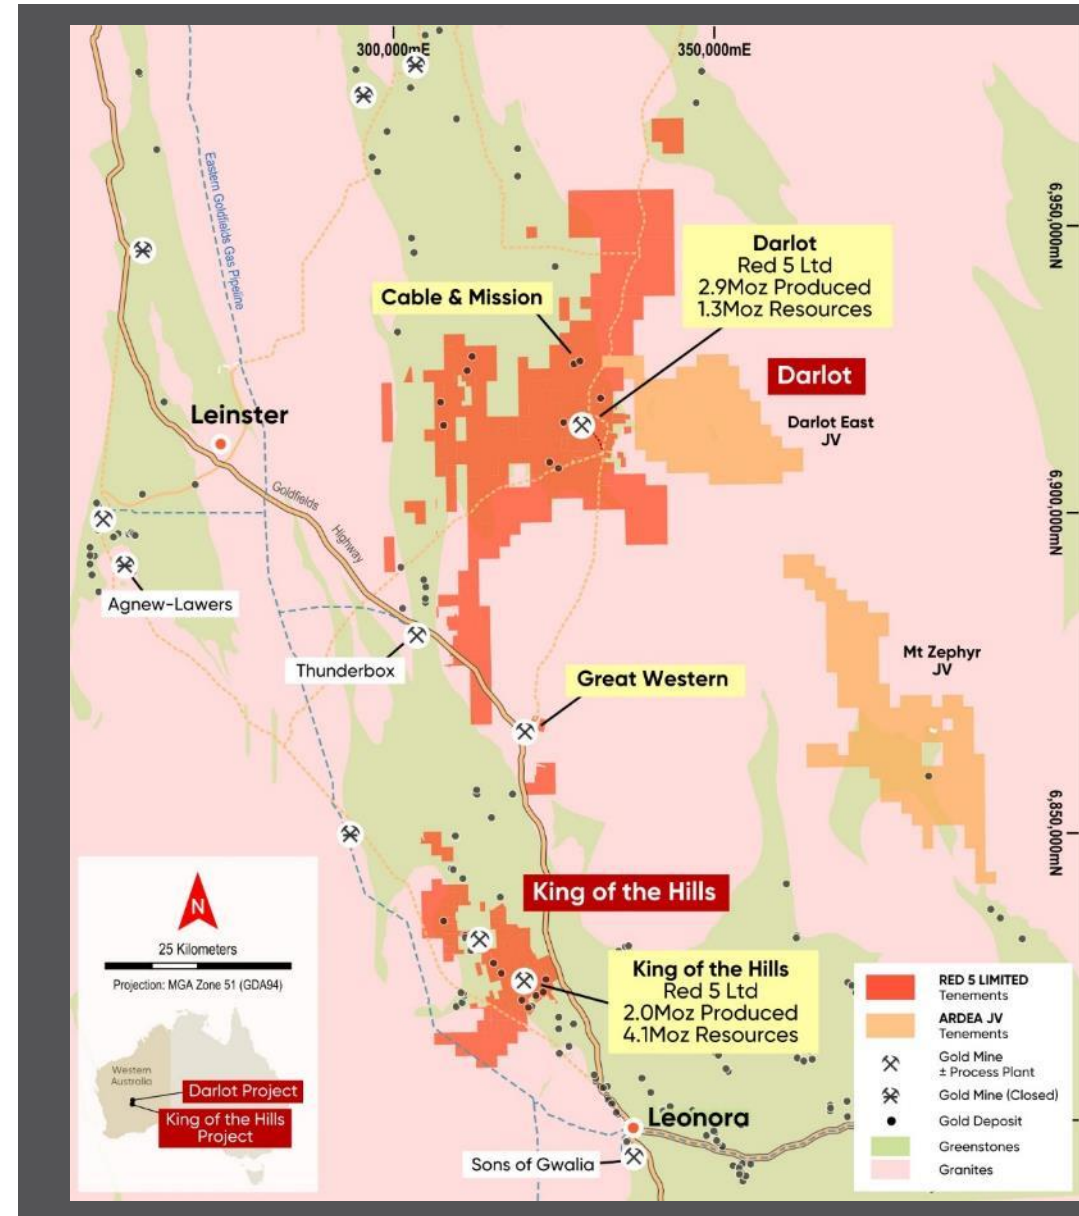 300,000mE
350,000mE
6,950,000mN
6,900,000mN
6,850,000mN
Eastern Goldfields Gas Pipeline
Darlot
Red 5 Ltd
2.9Moz Produced
1.3Moz Resources
Cable & Mission
Darlot
Darlot East
JV
Leinster
Goldfields
Highway
Agnew-Lawers
Thunderbox
Mt Zephyr
JV
Great Western
King of the Hills
King of the Hills
Red 5 Ltd
2.0Moz Produced
4.1Moz Resources
Leonora
Sons of Gwalia
N
25 Kilometers
Projection: MGA Zone 51 (GDA94)
Western
Australia
Darlot Project
King of the Hills
Project
RED 5 LIMITED
Tenements
ARDEA JV
Tenements
Gold Mine
± Process Plant
Gold Mine (Closed)
Gold Deposit
Greenstones
Granites